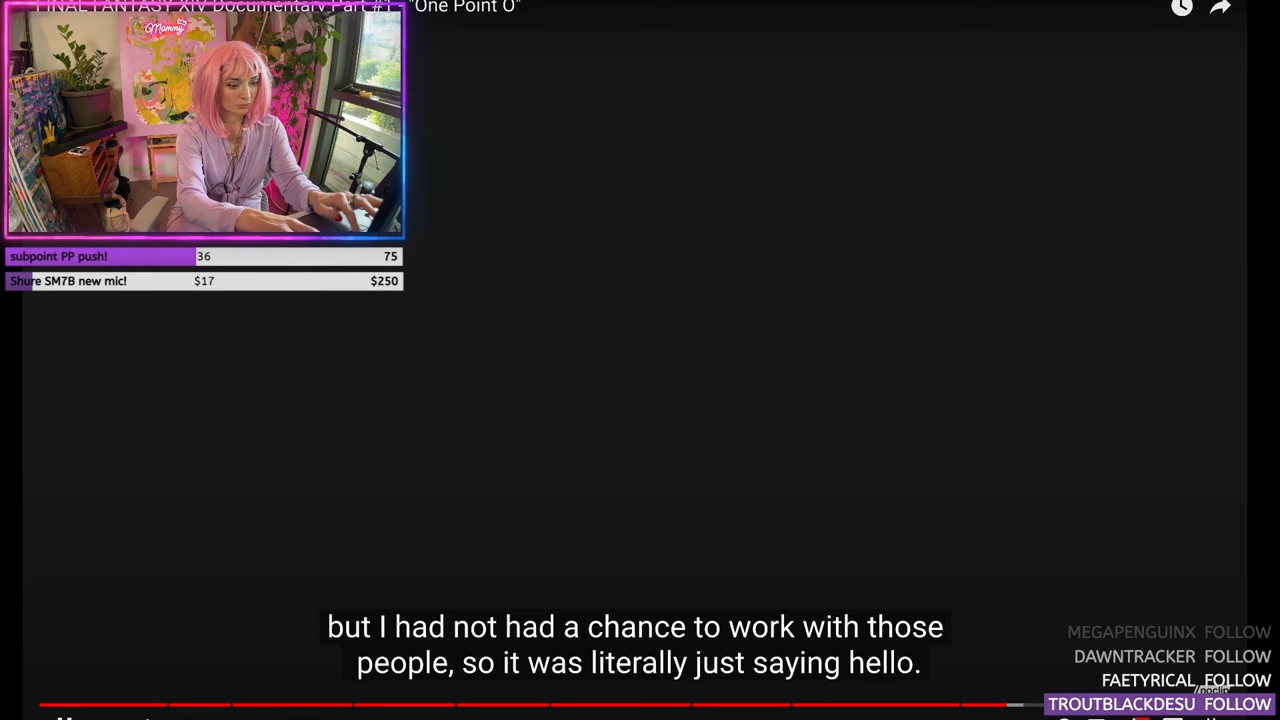 FINAL FANTASY XIV Documentary Part #1 - "One Point O"
Mommy
subpoint PP push! 36 75
Shure SM7B new mic! $17 $250
but I had not had a chance to work with those
people, so it was literally just saying hello.
MEGAPENGUINX FOLLOW
DAWNTRACKER FOLLOW
FAETYRICAL FOLLOW
/noclip
TROUTBLACKDESU FOLLOW